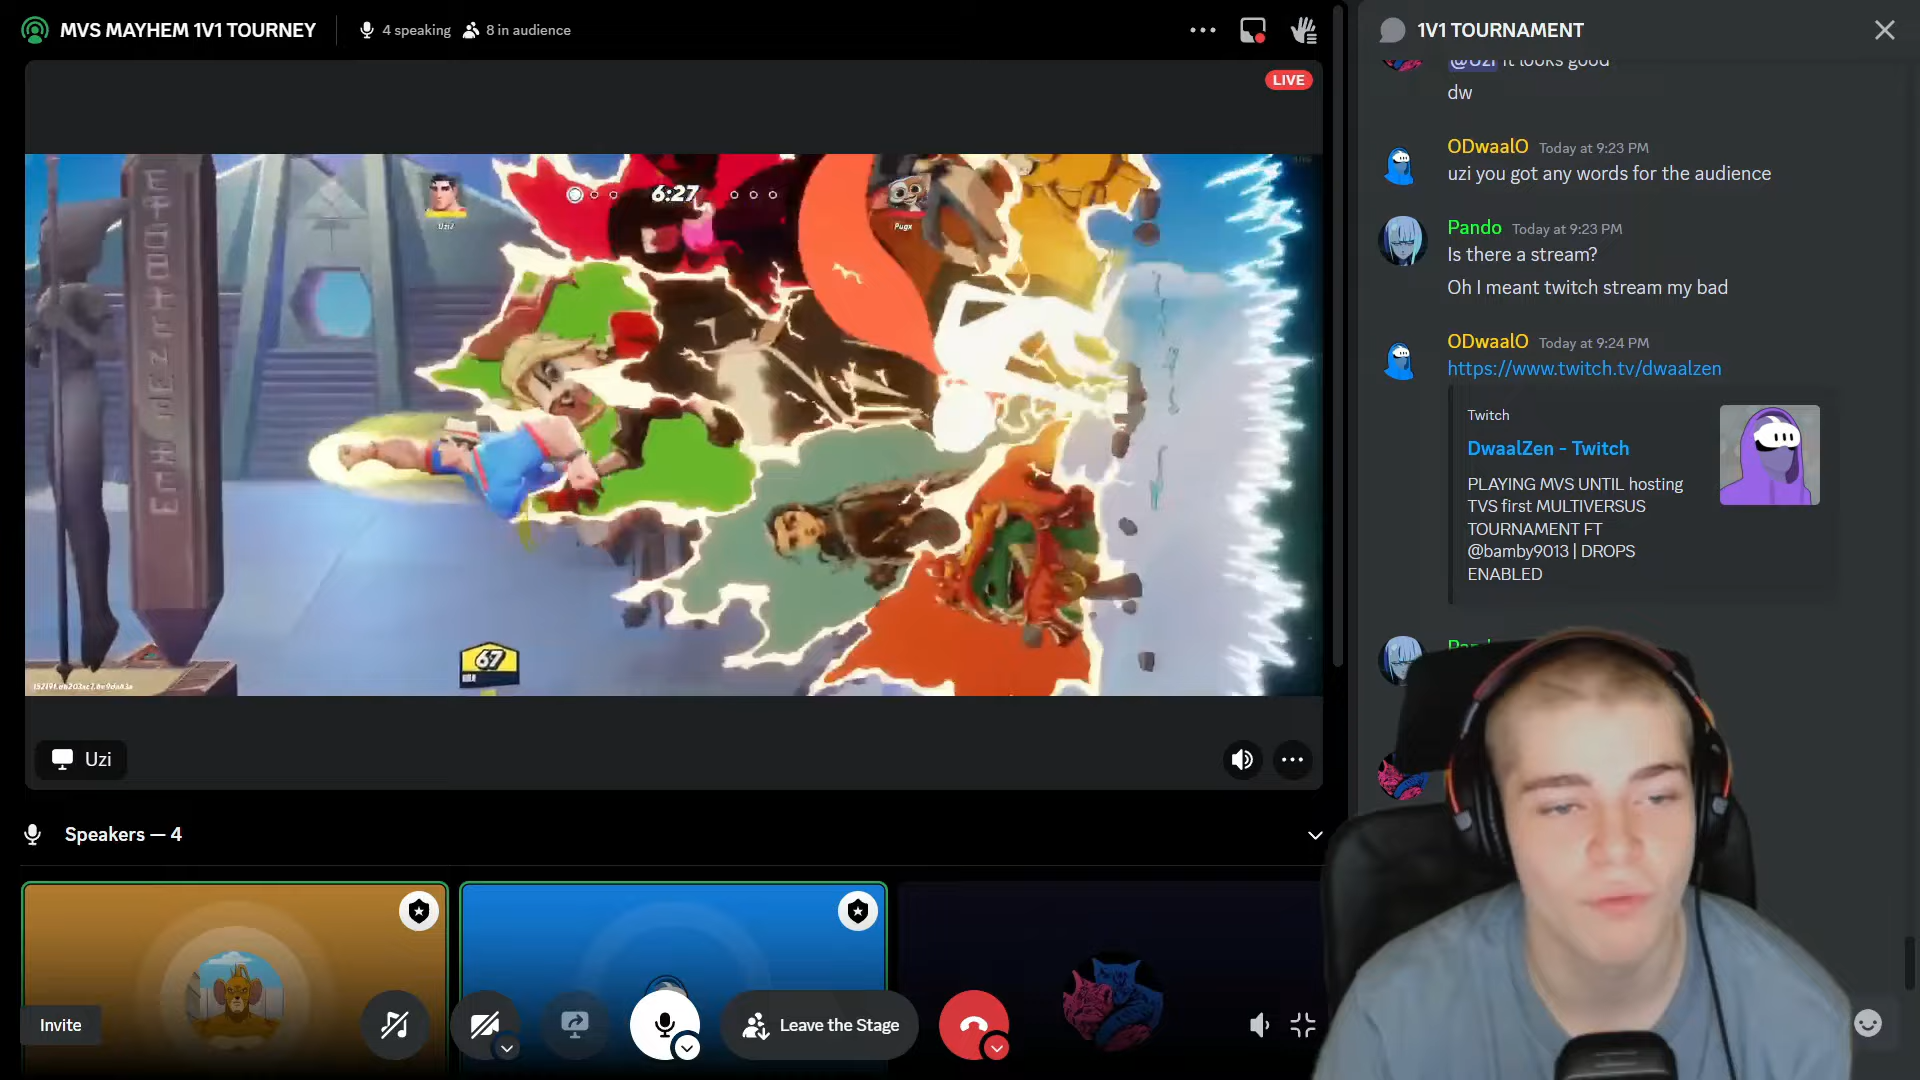 MVS MAYHEM 1V1 TOURNEY
4 speaking
8 in audience
LIVE
6:27
Uzi
Pugx
67
Uzi
Speakers — 4
Invite
Leave the Stage
1V1 TOURNAMENT
@Uzi it looks good
dw
ODwaalO Today at 9:23 PM
uzi you got any words for the audience
Pando Today at 9:23 PM
Is there a stream?
Oh I meant twitch stream my bad
ODwaalO Today at 9:24 PM
https://www.twitch.tv/dwaalzen
Twitch
DwaalZen - Twitch
PLAYING MVS UNTIL hosting
TVS first MULTIVERSUS
TOURNAMENT FT
@bamby9013 | DROPS
ENABLED